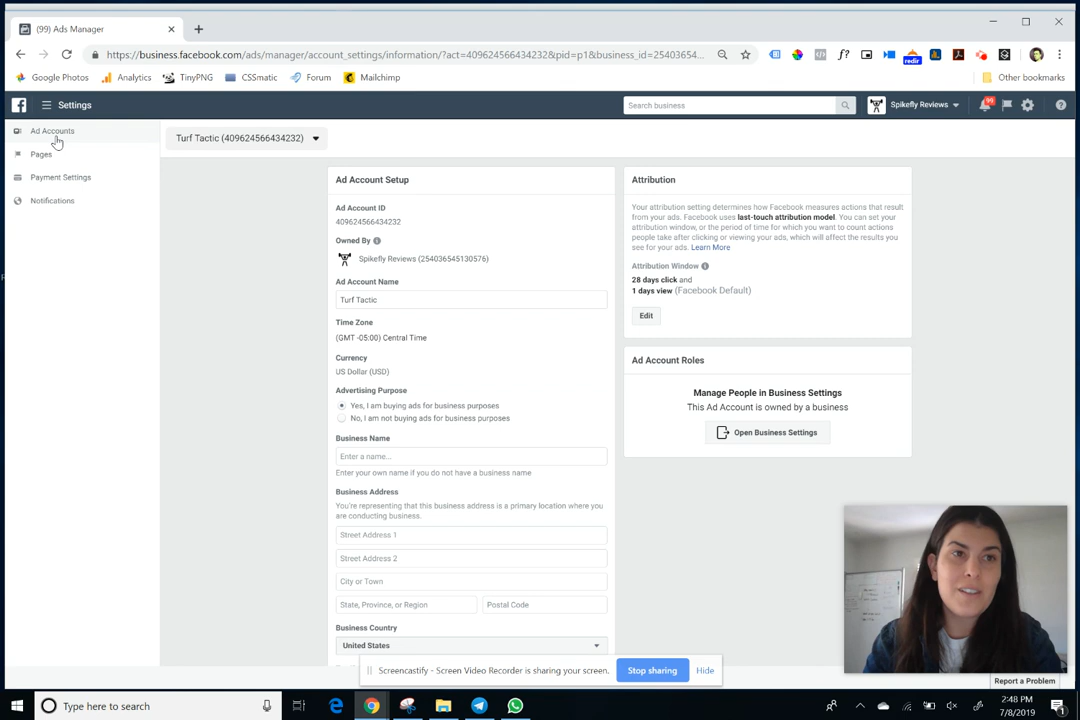 (99) Ads Manager
https://business.facebook.com/ads/manager/account_settings/information/?act=409624566434232&pid=p1&business_id=25403654...
redir
Google Photos
Analytics
TinyPNG
CSSmatic
Forum
Mailchimp
Other bookmarks
Settings
Search business
Spikefly Reviews
99
Ad Accounts
Pages
Payment Settings
Notifications
Turf Tactic (409624566434232)
Ad Account Setup
Ad Account ID
409624566434232
Owned By
Spikefly Reviews (254036545130576)
Ad Account Name
Turf Tactic
Time Zone
(GMT -05:00) Central Time
Currency
US Dollar (USD)
Advertising Purpose
Yes, I am buying ads for business purposes
No, I am not buying ads for business purposes
Business Name
Enter a name...
Enter your own name if you do not have a business name
Business Address
You're representing that this business address is a primary location where you
are conducting business.
Street Address 1
Street Address 2
City or Town
State, Province, or Region
Postal Code
Business Country
United States
Attribution
Your attribution setting determines how Facebook measures actions that result
from your ads. Facebook uses last-touch attribution model. You can set your
attribution window, or the period of time for which you want to count actions
people take after clicking or viewing your ads, which will affect the results you
see for your ads. Learn More
Attribution Window
28 days click and
1 days view (Facebook Default)
Edit
Ad Account Roles
Manage People in Business Settings
This Ad Account is owned by a business
Open Business Settings
Screencastify - Screen Video Recorder is sharing your screen.
Stop sharing
Hide
Report a Problem
Type here to search
2:48 PM
7/8/2019
1